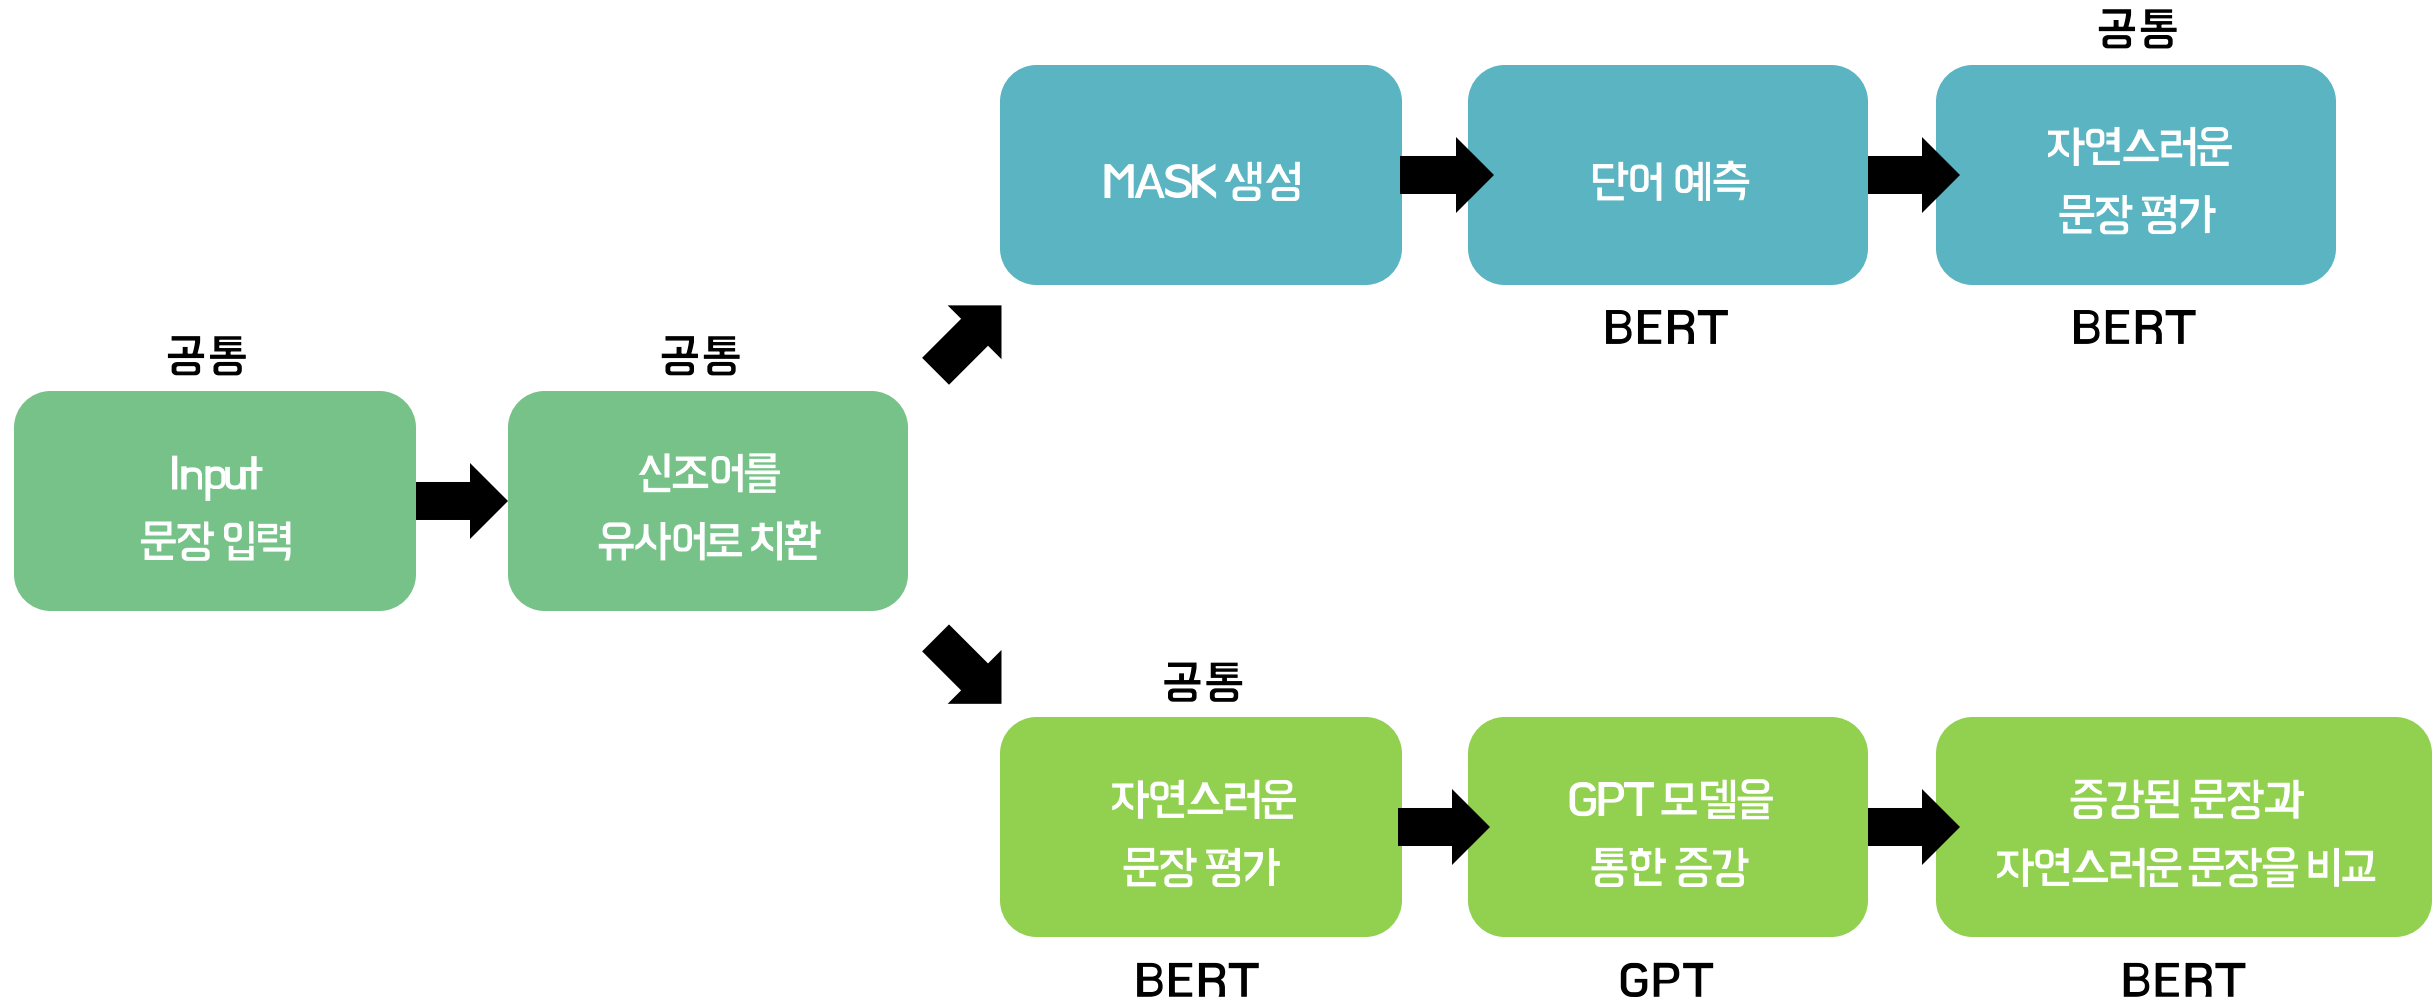 공통
Input
문장 입력
공통
신조어를
유사어로 치환
MASK 생성
단어 예측
BERT
공통
자연스러운
문장 평가
BERT
공통
자연스러운
문장 평가
BERT
GPT 모델을
통한 증강
GPT
증강된 문장과
자연스러운 문장을 비교
BERT